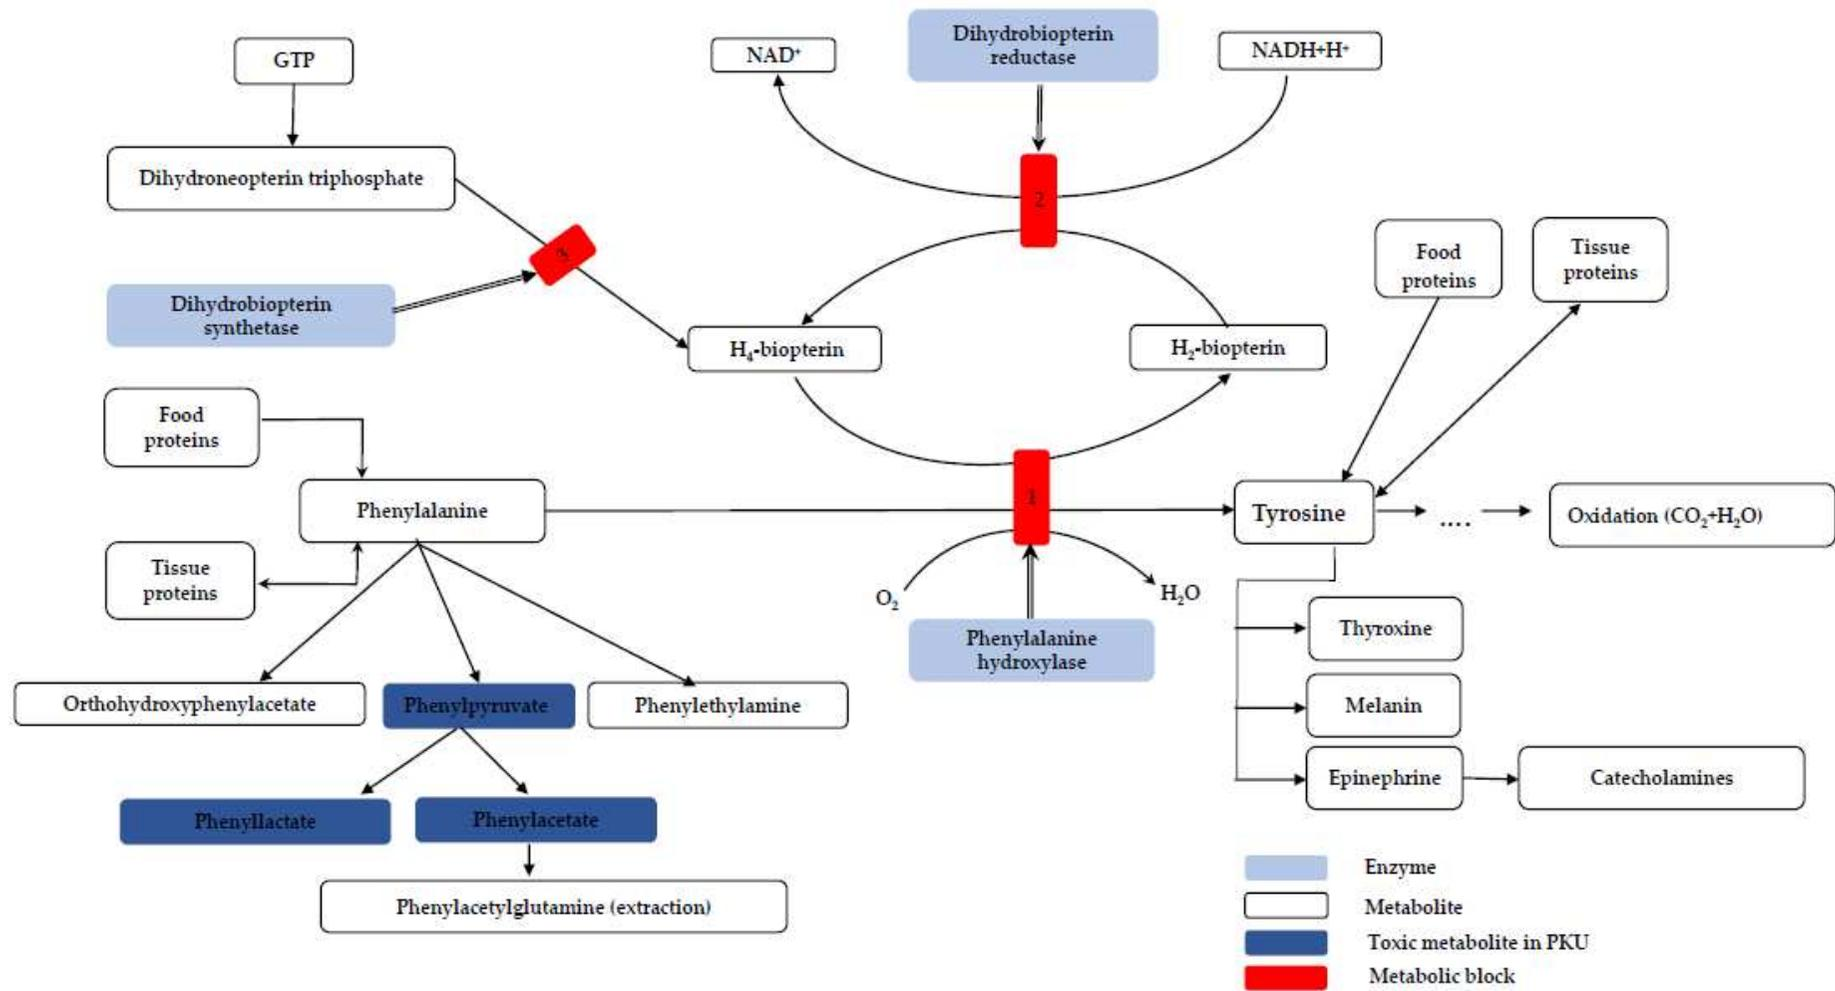 GTP
NAD⁺
Dihydrobiopterin
reductase
NADH+H⁺
Dihydroneopterin triphosphate
2
3
Food
proteins
Tissue
proteins
Dihydrobiopterin
synthetase
H₄-biopterin
H₂-biopterin
Food
proteins
Phenylalanine
1
Tyrosine
....
Oxidation (CO₂+H₂O)
Tissue
proteins
O₂
H₂O
Phenylalanine
hydroxylase
Thyroxine
Orthohydroxyphenylacetate
Phenylpyruvate
Phenylethylamine
Melanin
Epinephrine
Catecholamines
Phenyllactate
Phenylacetate
Phenylacetylglutamine (extraction)
Enzyme
Metabolite
Toxic metabolite in PKU
Metabolic block